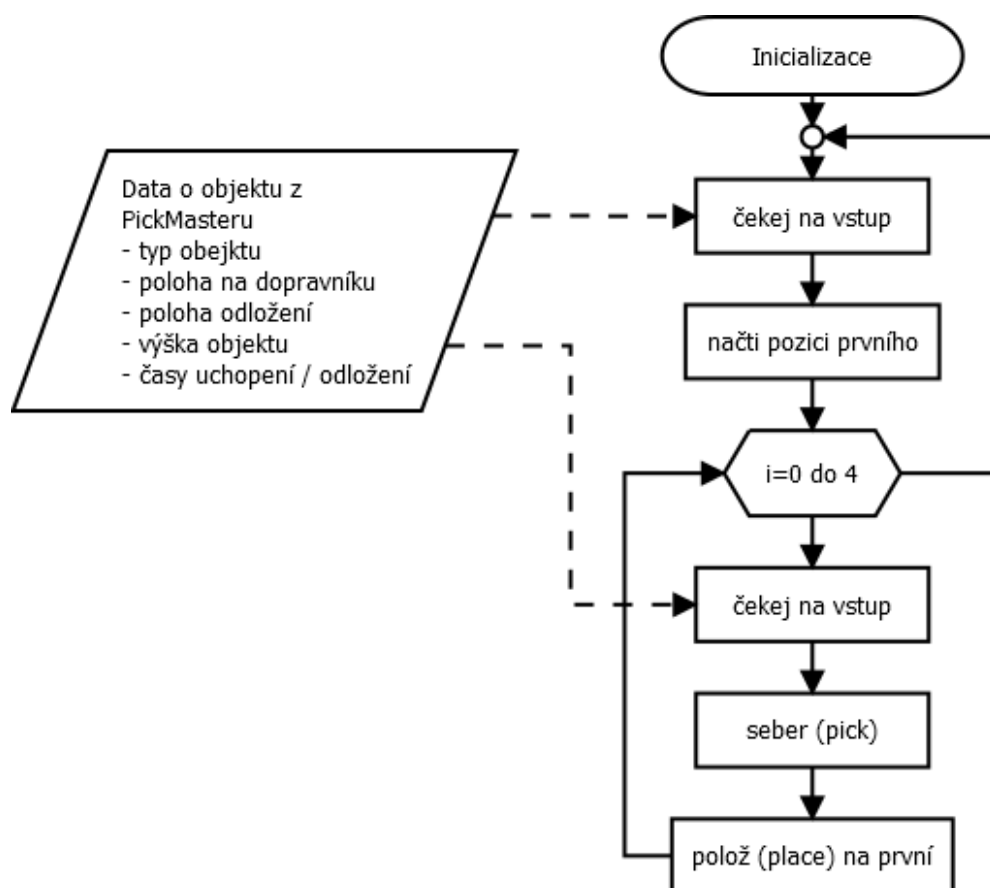 Inicializace
Data o objektu z
PickMasteru
- typ obejktu
- poloha na dopravníku
- poloha odložení
- výška objektu
- časy uchopení / odložení
čekej na vstup
načti pozici prvního
i=0 do 4
čekej na vstup
seber (pick)
polož (place) na první